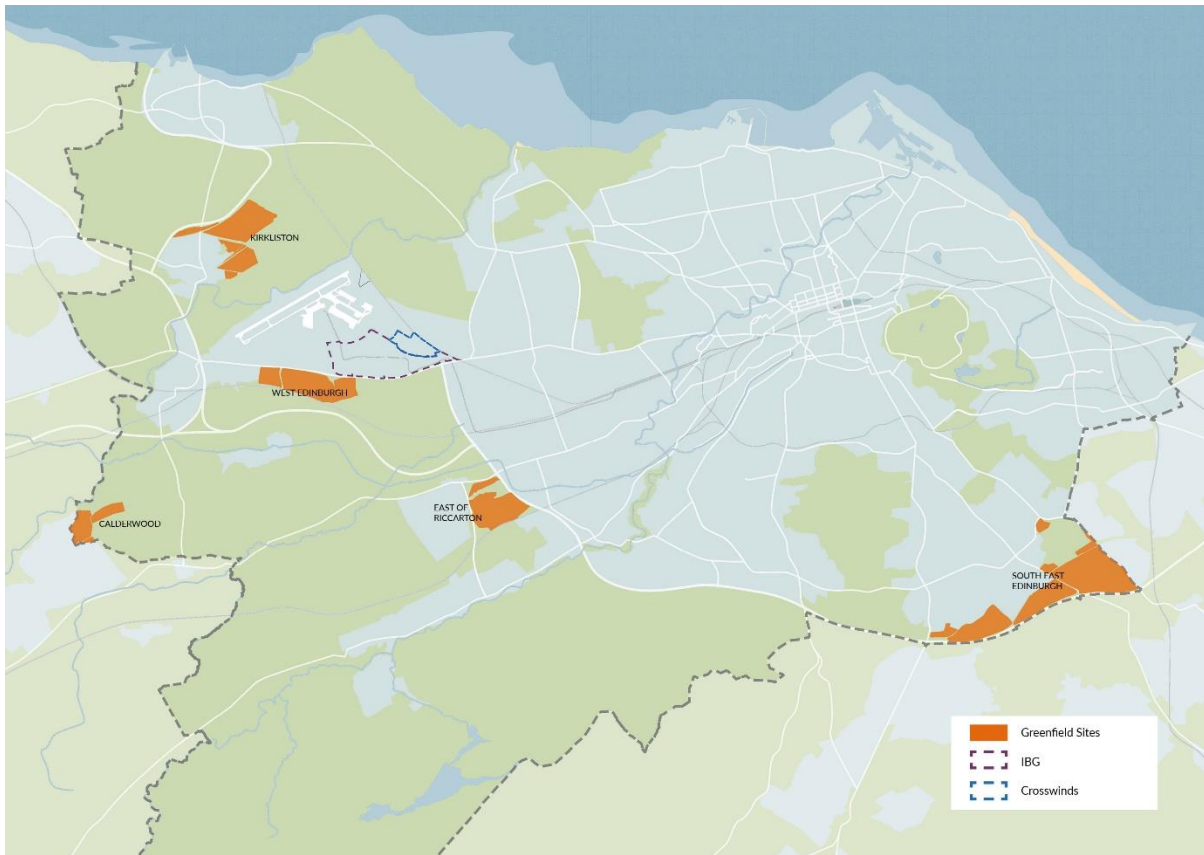 KIRKLISTON
WEST EDINBURGH
CALDERWOOD
EAST OF
RICCARTON
SOUTH EAST
EDINBURGH
Greenfield Sites
IBG
Crosswinds